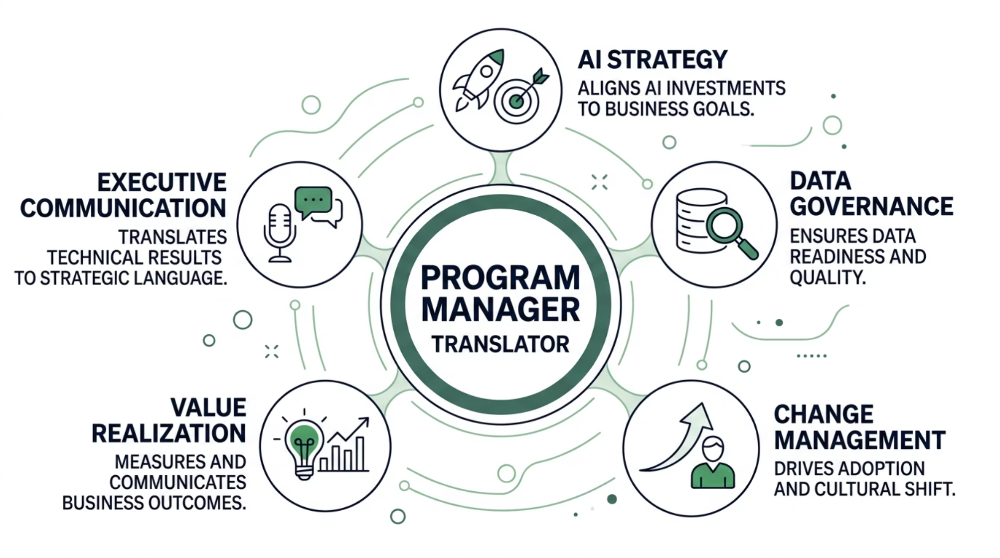 AI STRATEGY
ALIGNS AI INVESTMENTS
TO BUSINESS GOALS.
EXECUTIVE
COMMUNICATION
TRANSLATES
TECHNICAL RESULTS
TO STRATEGIC LANGUAGE.
DATA
GOVERNANCE
ENSURES DATA
READINESS AND
QUALITY.
PROGRAM
MANAGER
TRANSLATOR
VALUE
REALIZATION
MEASURES AND
COMMUNICATES
BUSINESS OUTCOMES.
CHANGE
MANAGEMENT
DRIVES ADOPTION
AND CULTURAL SHIFT.